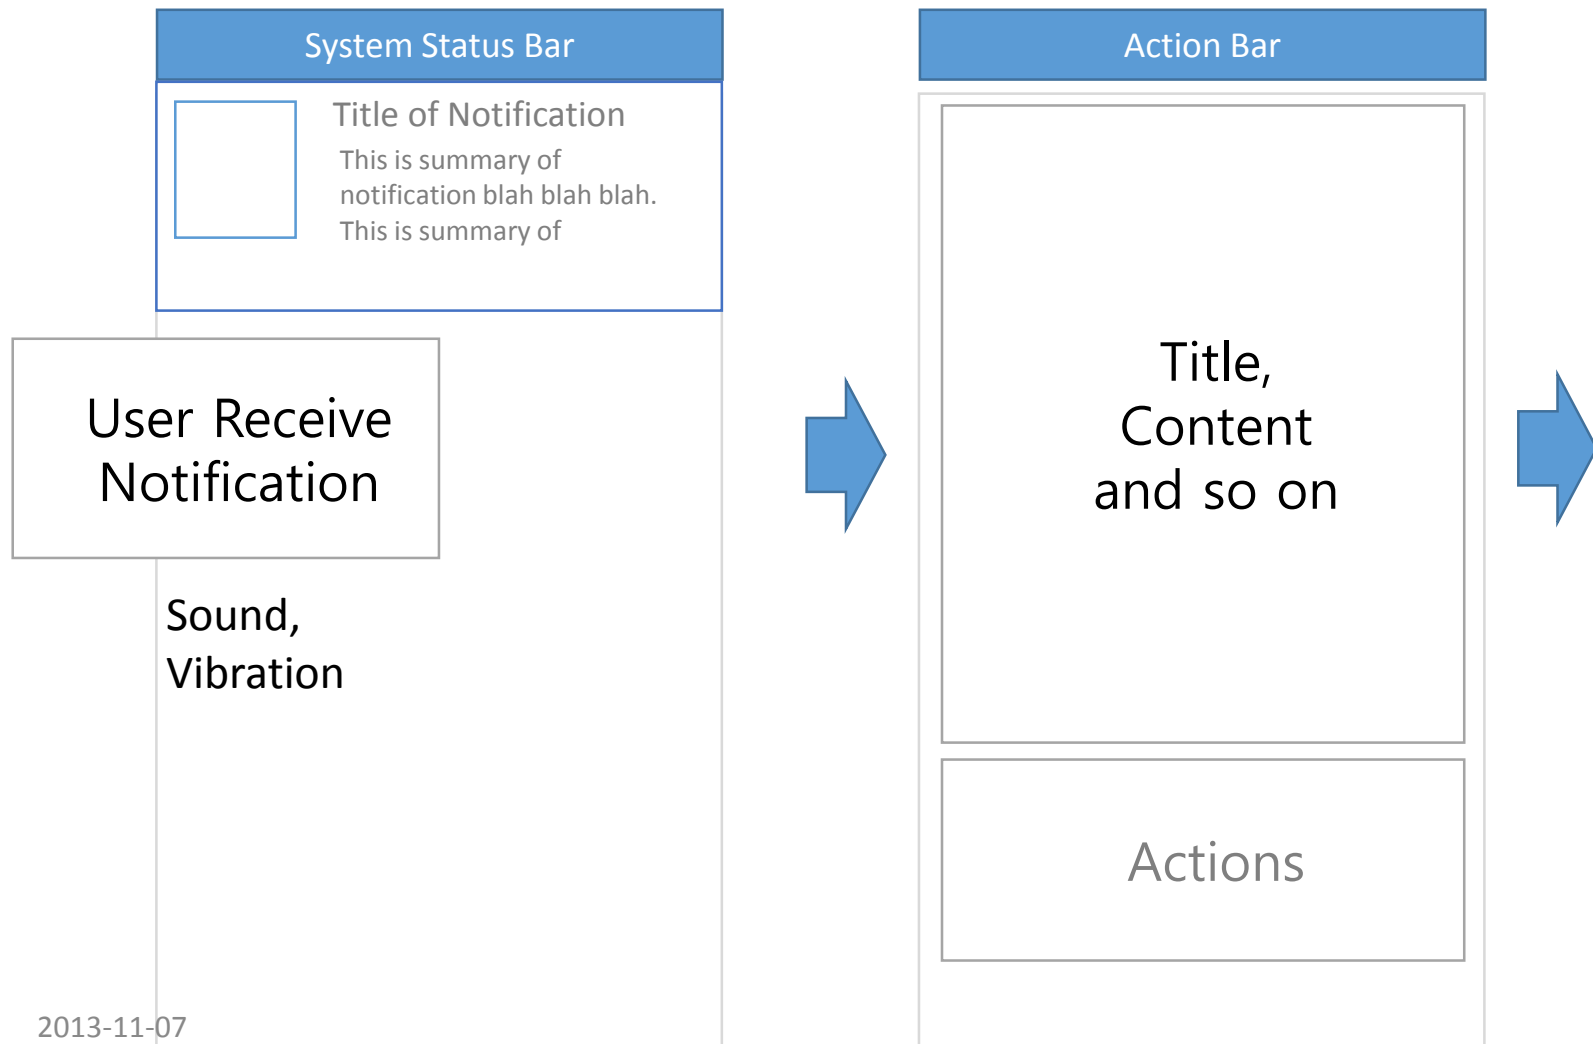 System Status Bar
Title of Notification
This is summary of
notification blah blah blah.
This is summary of
User Receive
Notification
Sound,
Vibration
Action Bar
Title,
Content
and so on
Actions
2013-11-07